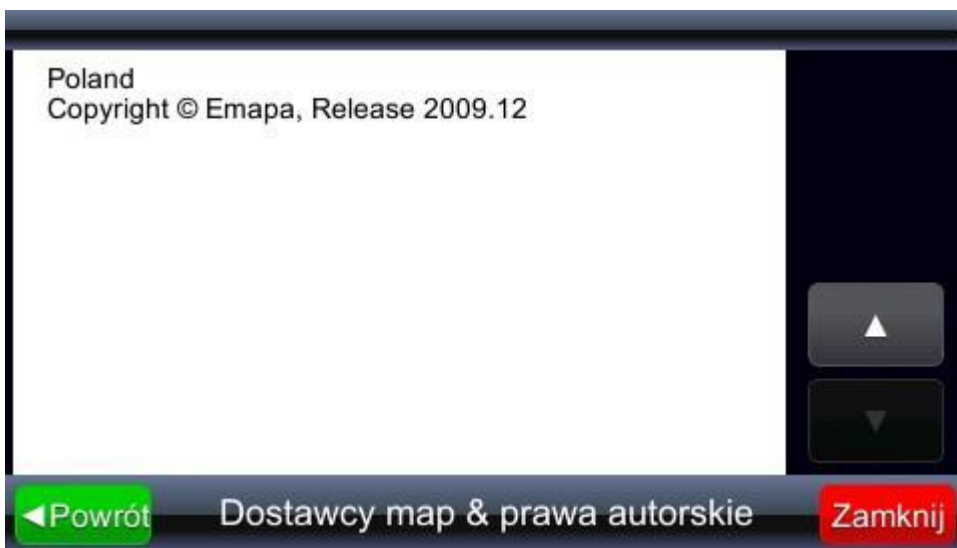 Poland
Copyright © Emapa, Release 2009.12
Powrót
Dostawcy map & prawa autorskie
Zamknij